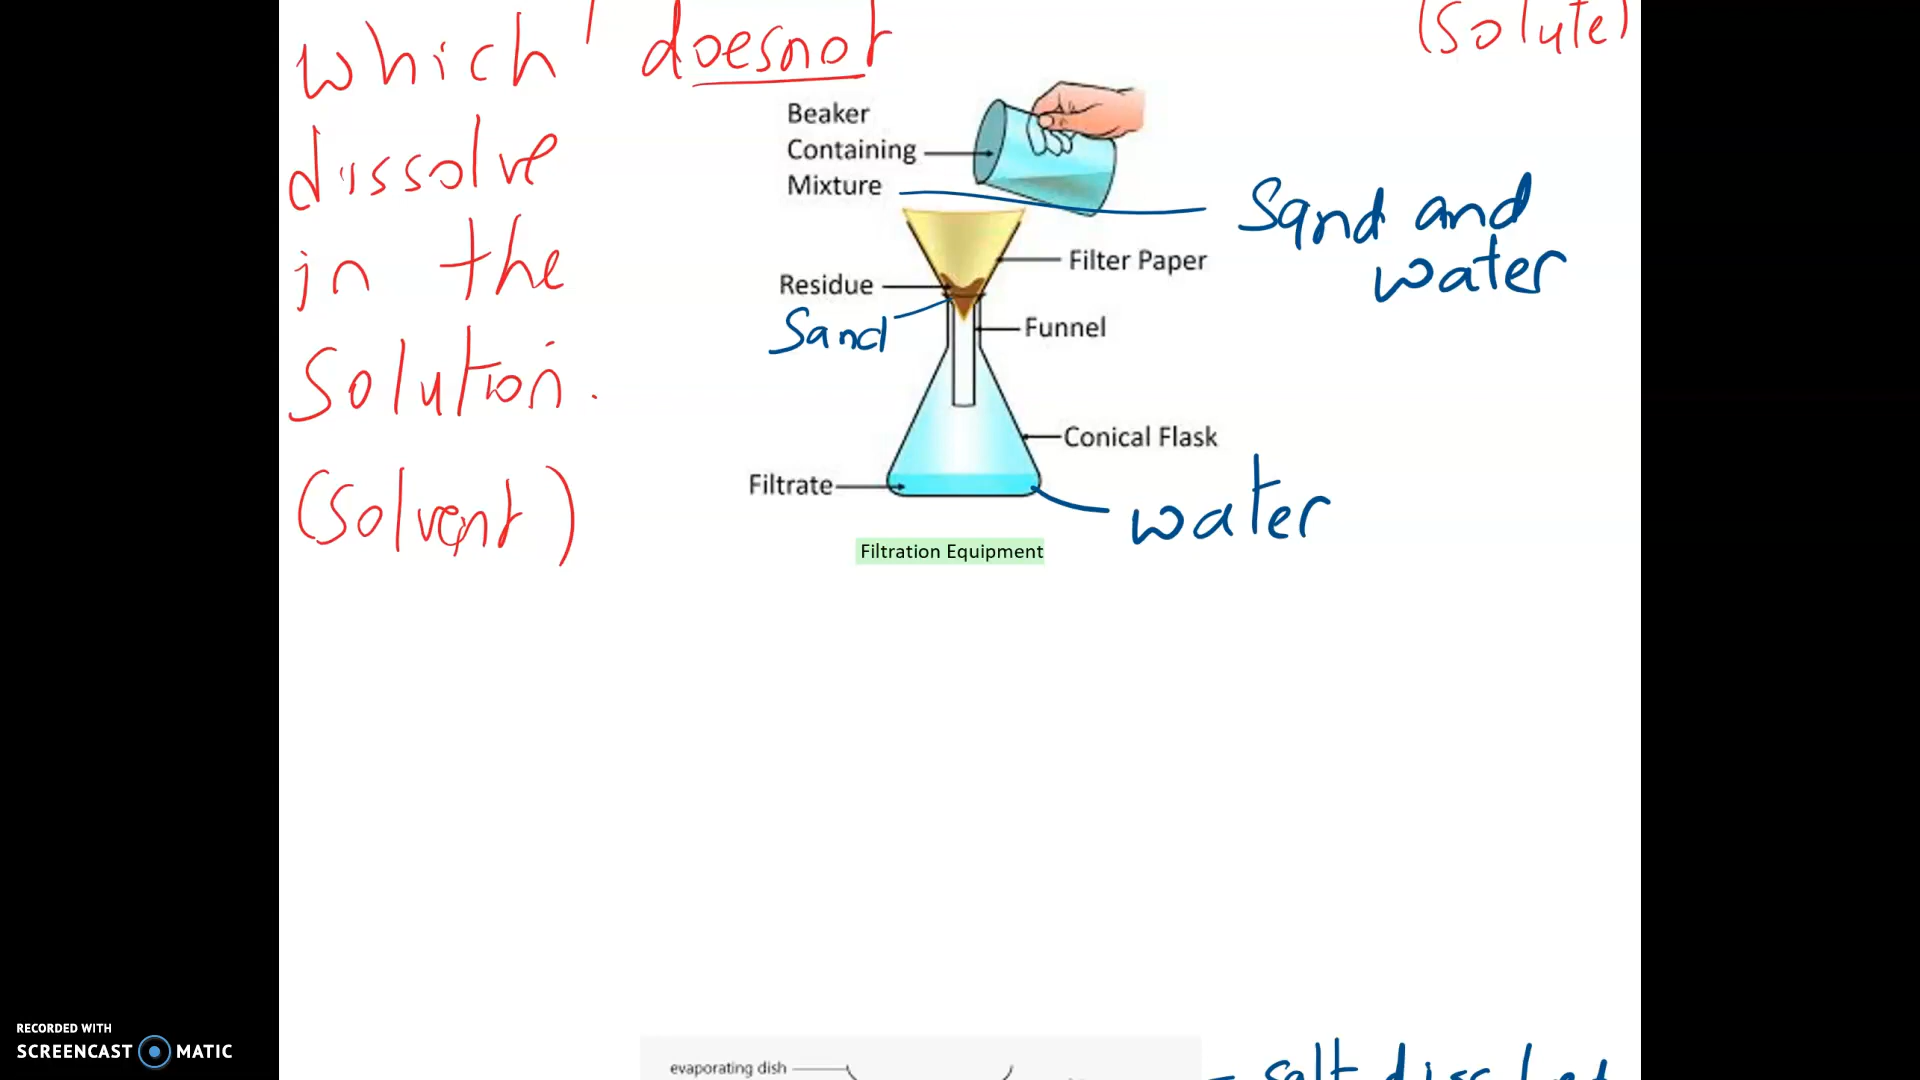 (Solute)
which doesnot
dissolve
in the
Solution.
(Solvent)
Beaker
Containing
Mixture
Sand and
water
Filter Paper
Residue
Sand
Funnel
Conical Flask
Filtrate
water
Filtration Equipment
evaporating dish
salt
RECORDED WITH
SCREENCAST MATIC